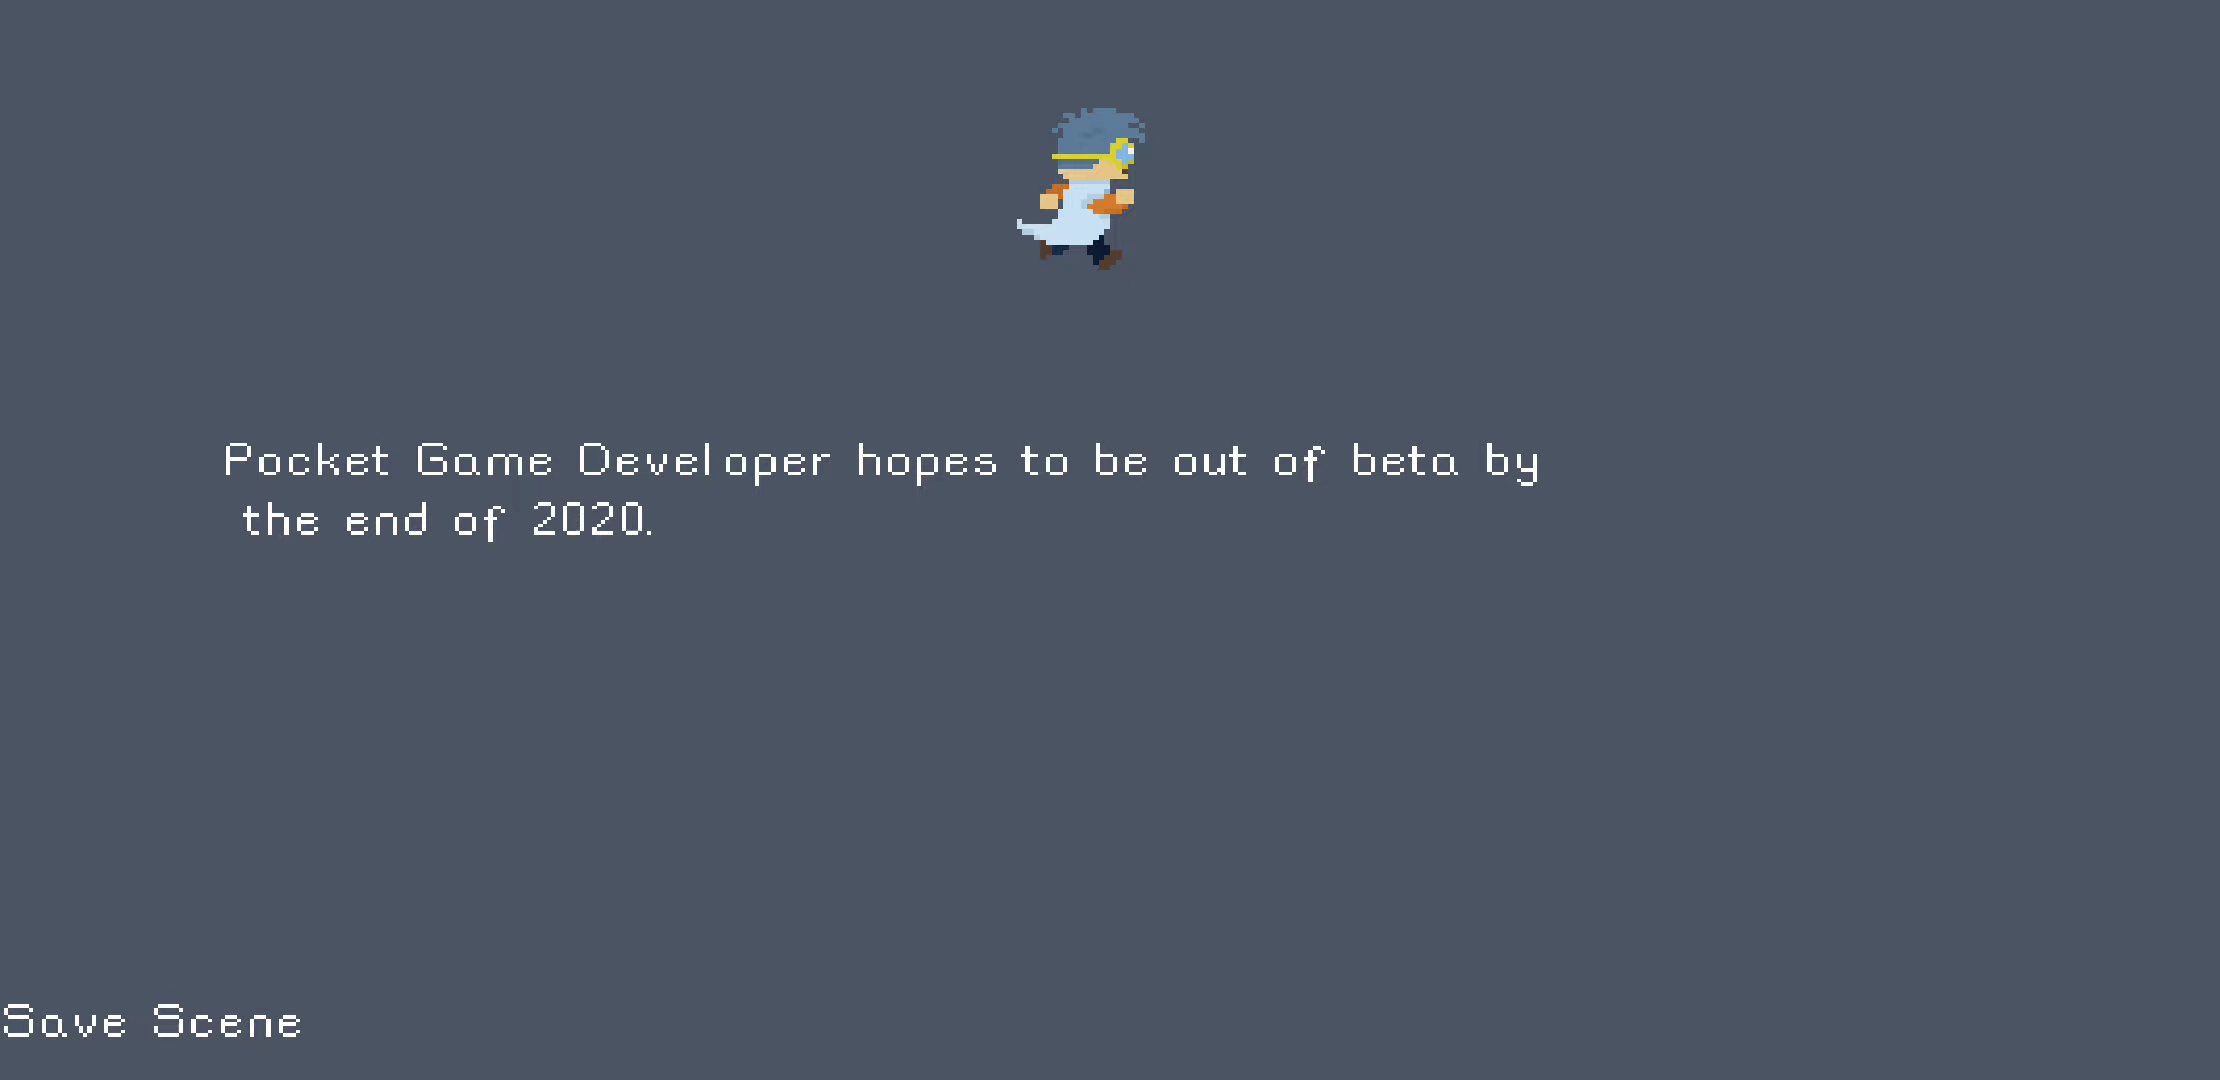 Pocket Game Developer hopes to be out of beta by
the end of 2020.
Save Scene